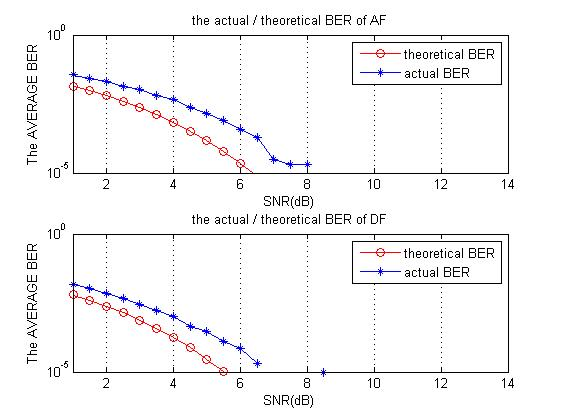 the actual / theoretical BER of AF
10^0
theoretical BER
actual BER
The AVERAGE BER
10^-5
2 4 6 8 10 12 14
SNR(dB)
the actual / theoretical BER of DF
10^0
theoretical BER
actual BER
The AVERAGE BER
10^-5
2 4 6 8 10 12 14
SNR(dB)